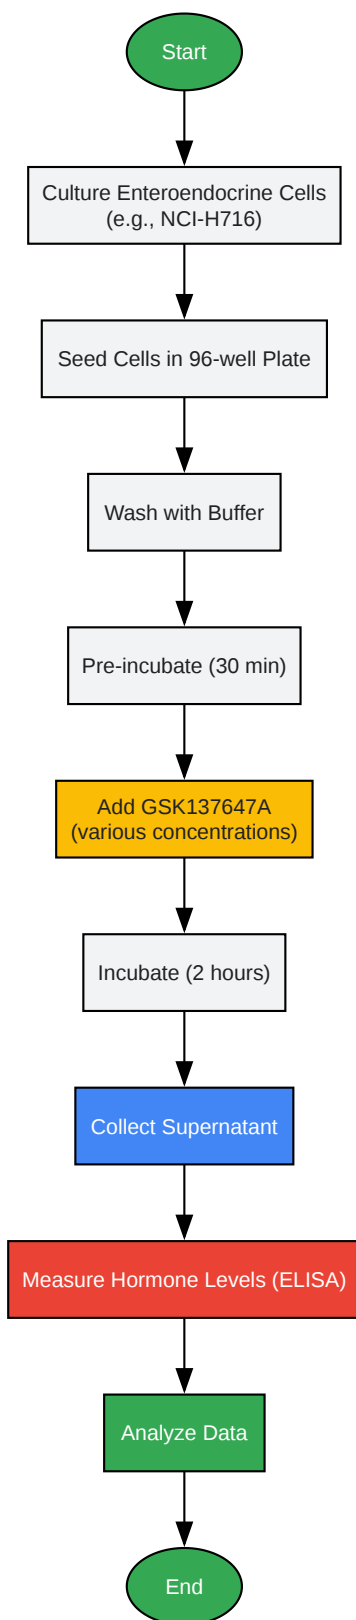 Start
Culture Enteroendocrine Cells
(e.g., NCI-H716)
Seed Cells in 96-well Plate
Wash with Buffer
Pre-incubate (30 min)
Add GSK137647A
(various concentrations)
Incubate (2 hours)
Collect Supernatant
Measure Hormone Levels (ELISA)
Analyze Data
End